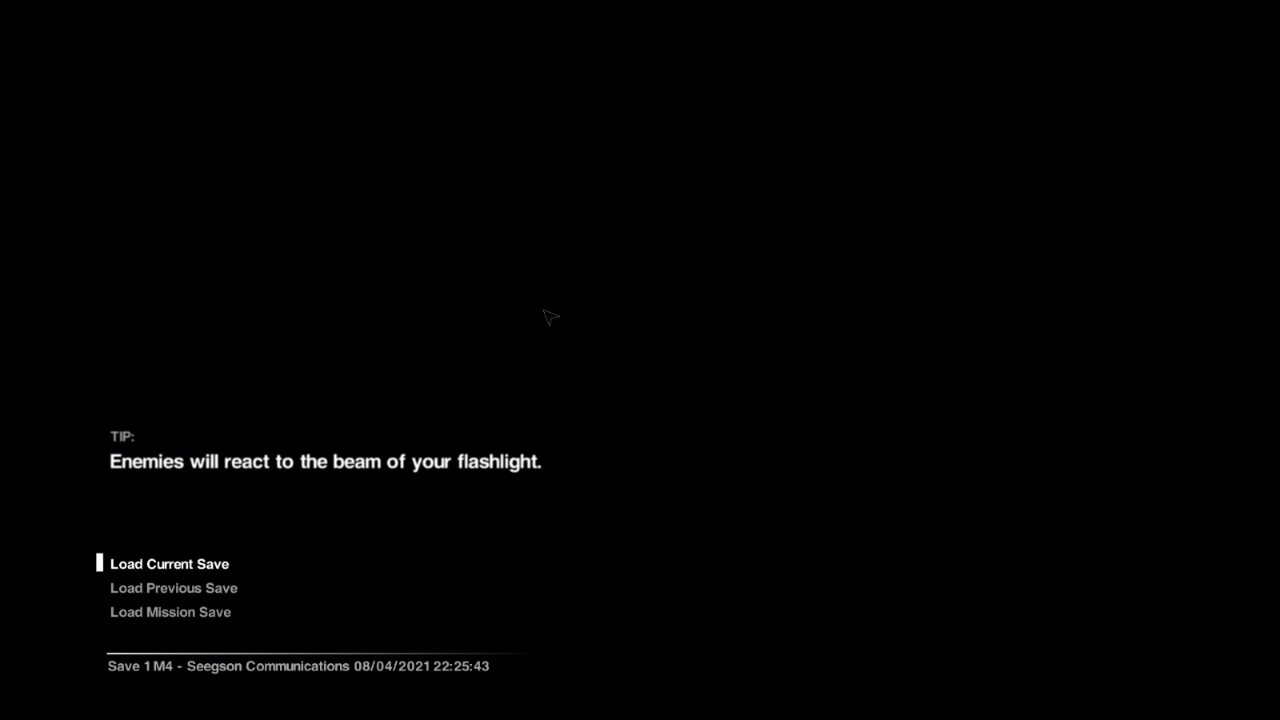 TIP:
Enemies will react to the beam of your flashlight.
Load Current Save
Load Previous Save
Load Mission Save
Save 1 M4 - Seegson Communications 08/04/2021 22:25:43